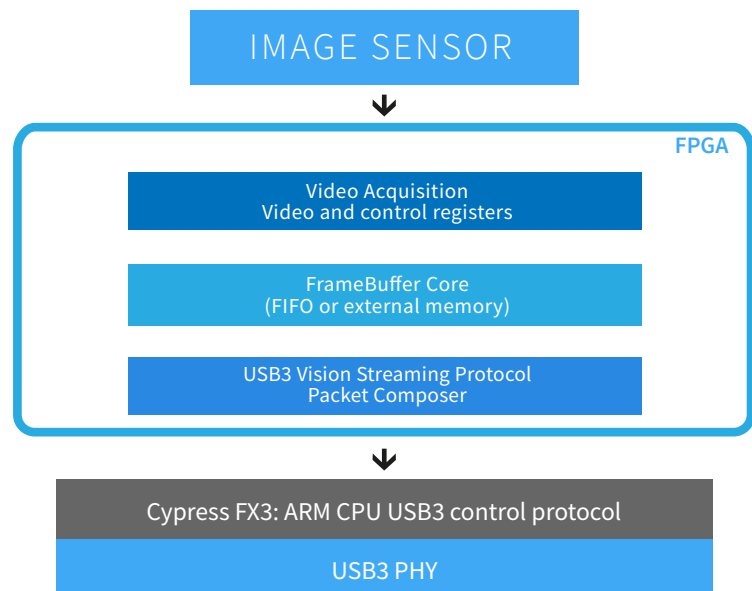 IMAGE SENSOR
FPGA
Video Acquisition
Video and control registers
FrameBuffer Core
(FIFO or external memory)
USB3 Vision Streaming Protocol
Packet Composer
Cypress FX3: ARM CPU USB3 control protocol
USB3 PHY